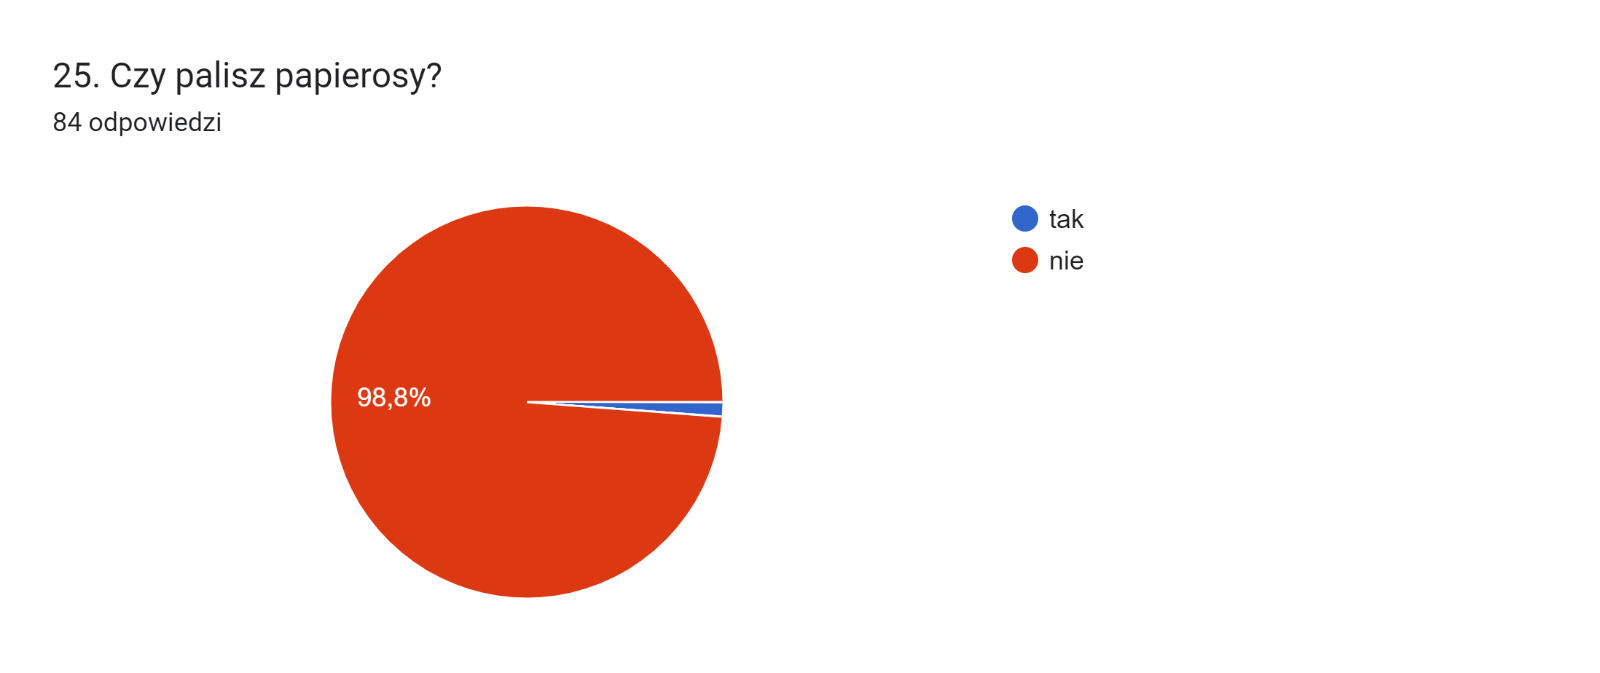 25. Czy palisz papierosy?
84 odpowiedzi
tak
nie
98,8%